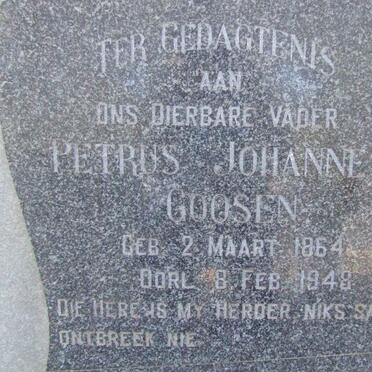 TER GEDAGTENIS
AAN
ONS DIERBARE VADER
PETRUS JOHANNE
GOOSEN
GEB. 2 MAART 1864
OORL. 8 FEB. 1948
DIE HERE IS MY HERDER NIKS SA
ONTBREEK NIE